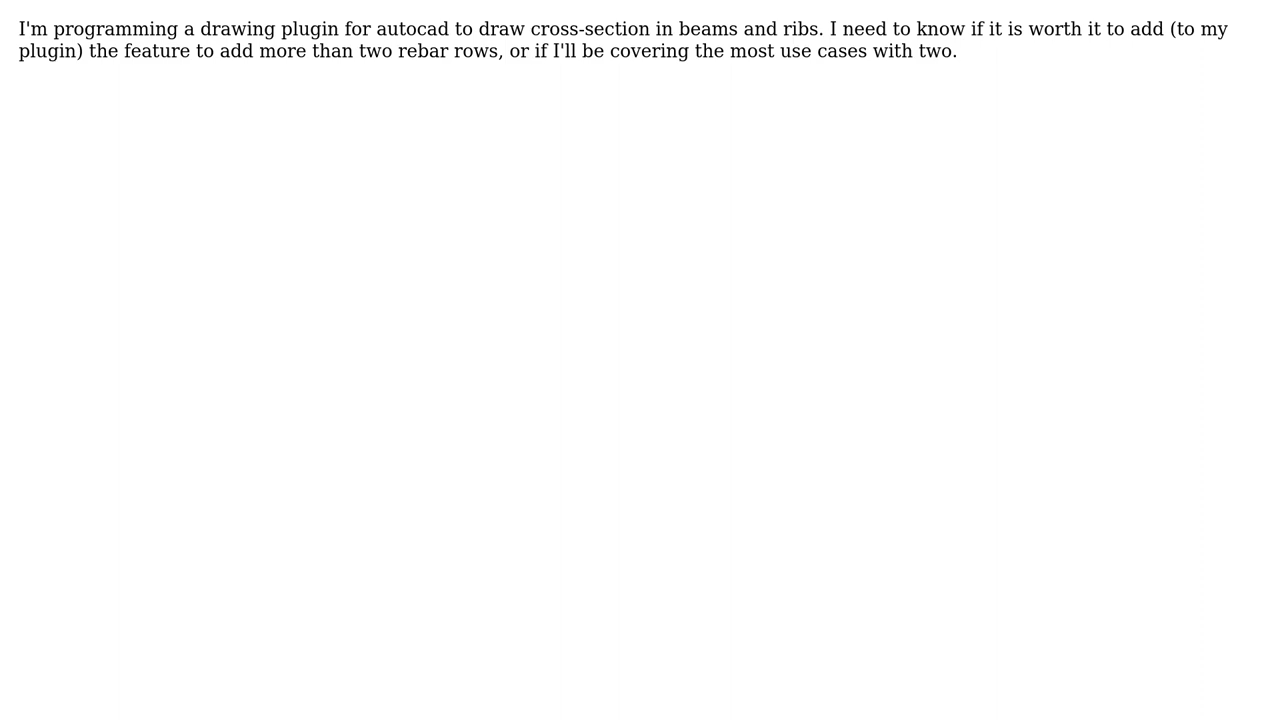 I'm programming a drawing plugin for autocad to draw cross-section in beams and ribs. I need to know if it is worth it to add (to my
plugin) the feature to add more than two rebar rows, or if I'll be covering the most use cases with two.